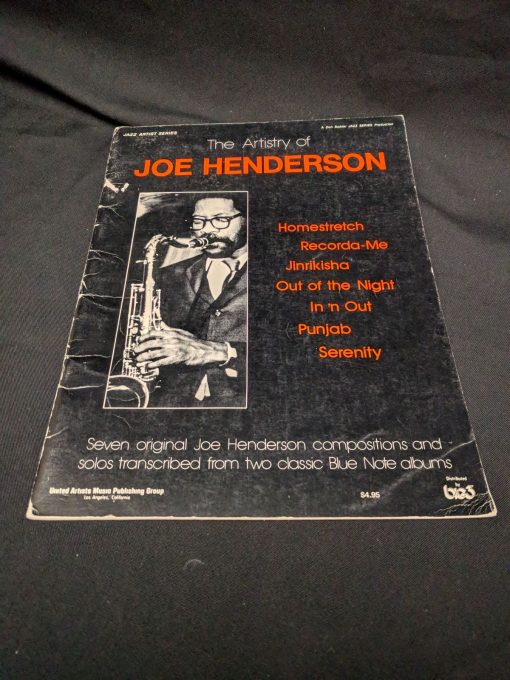 JAZZ ARTIST SERIES
A Don Sickler JAZZ SERIES Production
The Artistry of
JOE HENDERSON
Homestretch
Recorda-Me
Jinrikisha
Out of the Night
In 'n Out
Punjab
Serenity
Seven original Joe Henderson compositions and
solos transcribed from two classic Blue Note albums
United Artists Music Publishing Group
Los Angeles, California
$4.95
Distributed
by
big 3